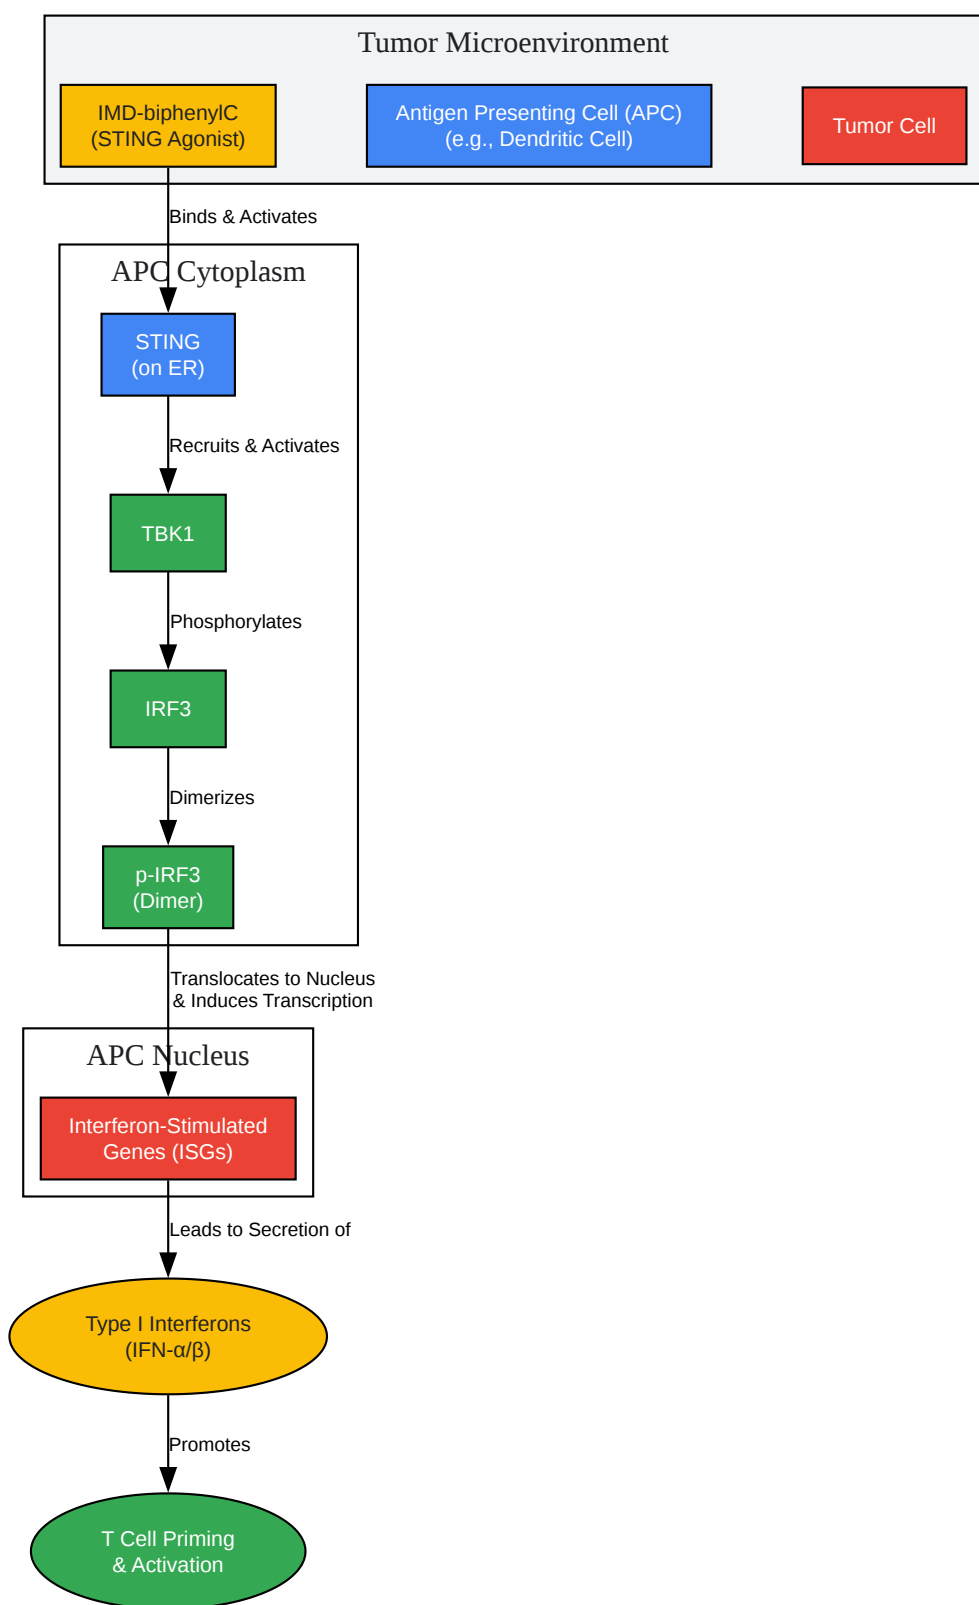 Tumor Microenvironment
IMD-biphenylC
(STING Agonist)
Antigen Presenting Cell (APC)
(e.g., Dendritic Cell)
Tumor Cell
Binds & Activates
APC Cytoplasm
STING
(on ER)
Recruits & Activates
TBK1
Phosphorylates
IRF3
Dimerizes
p-IRF3
(Dimer)
Translocates to Nucleus
& Induces Transcription
APC Nucleus
Interferon-Stimulated
Genes (ISGs)
Leads to Secretion of
Type I Interferons
(IFN-α/β)
Promotes
T Cell Priming
& Activation